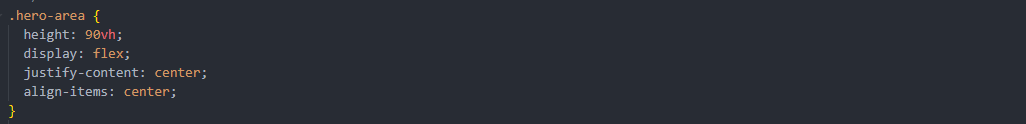 .hero-area {
  height: 90vh;
  display: flex;
  justify-content: center;
  align-items: center;
}